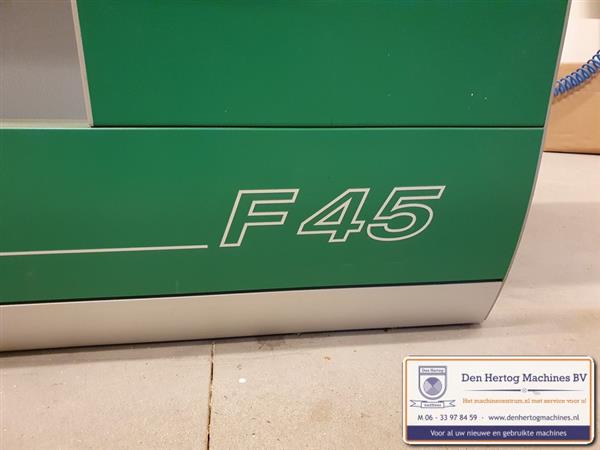 F 45
Den Hertog
Den Hertog Machines BV
Het machinecentrum.nl met service voor u!
M 06 - 33 97 84 59 - www.denhertogmachines.nl
Voor al uw nieuwe en gebruikte machines